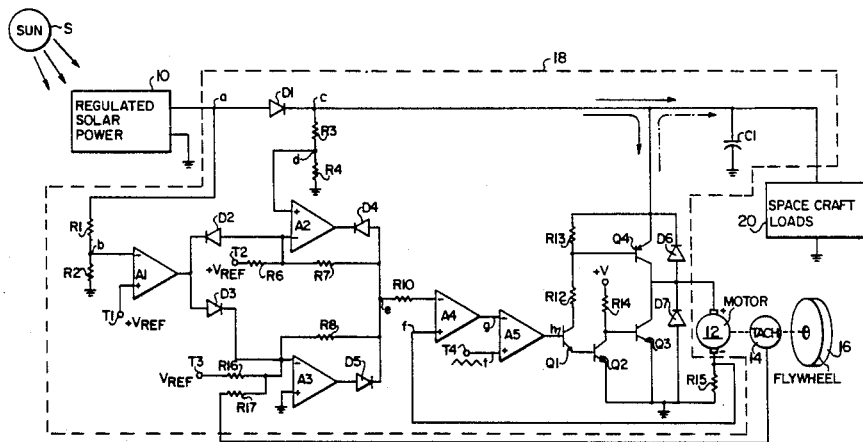 SUN
S
10
REGULATED
SOLAR
POWER
a
D1
c
18
R3
d
R4
C1
SPACE CRAFT
LOADS
20
R1
b
R2
A1
T1
+VREF
D2
D3
T2
+VREF
R6
A2
D4
R7
R8
e
R10
f
A4
g
A5
T4
t
h
T3
VREF
R16
R17
A3
D5
R13
R12
Q4
D6
+V
R14
D7
Q1
Q2
Q3
MOTOR
12
+
-
R15
TACH
14
16
FLYWHEEL